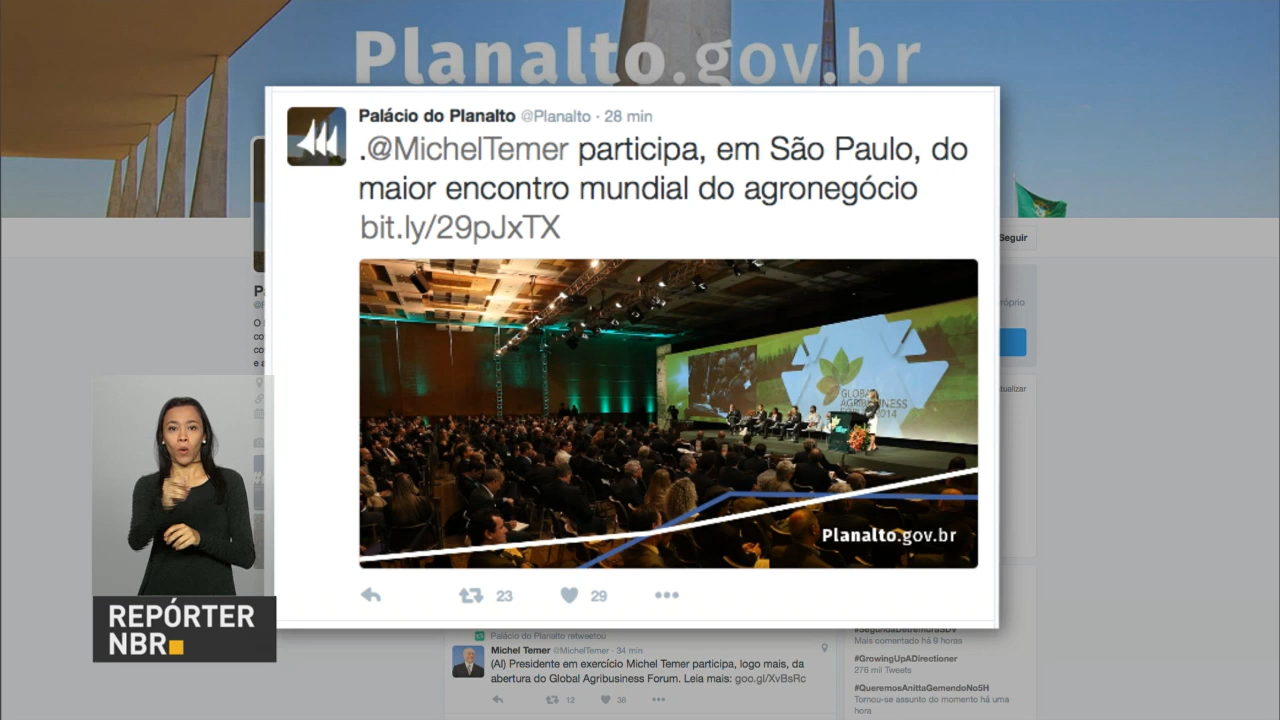 Planalto.gov.br
Palácio do Planalto @Planalto · 28 min
.@MichelTemer participa, em São Paulo, do
maior encontro mundial do agronegócio
bit.ly/29pJxTX
Seguir
GLOBAL
AGRIBUSINESS
Planalto.gov.br
23
29
REPÓRTER
NBR
Palácio do Planalto retweetou
Michel Temer @MichelTemer · 34 min
(AI) Presidente em exercício Michel Temer participa, logo mais, da
abertura do Global Agribusiness Forum. Leia mais: goo.gl/XvBsRc
12
38
Mais comentado há 9 horas
#GrowingUpADirectioner
276 mil Tweets
#QueremosAnittaGemendoNo5H
Tornou-se assunto do momento há uma
hora